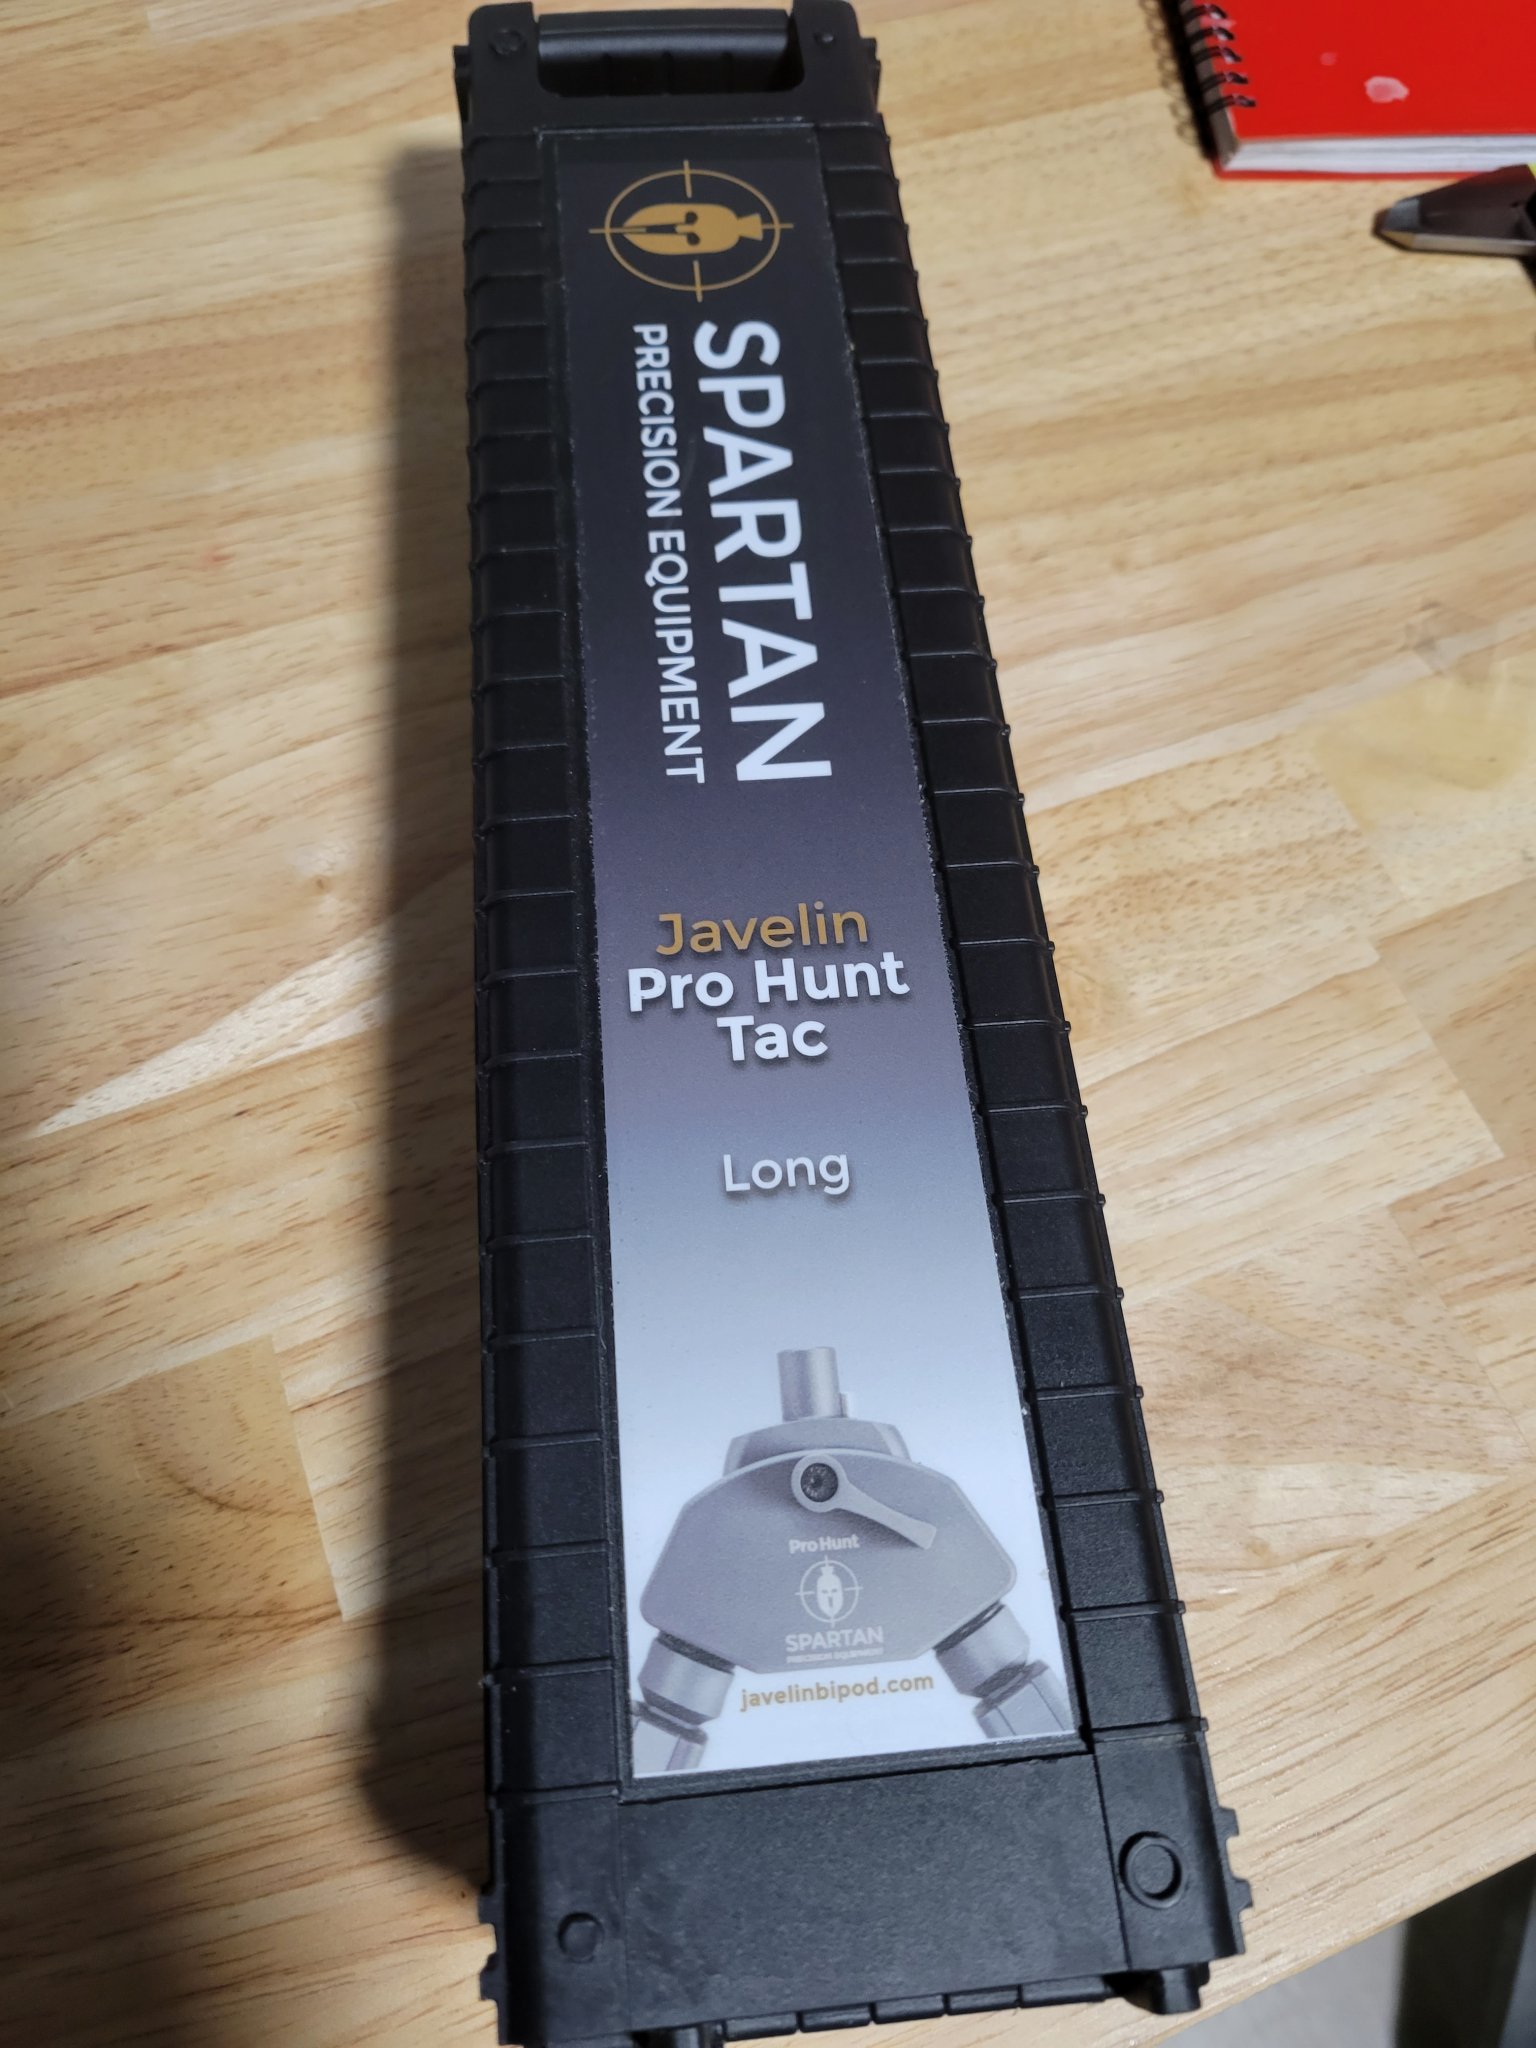 SPARTAN
PRECISION EQUIPMENT
Javelin
Pro Hunt
Tac
Long
Pro Hunt
SPARTAN
PRECISION EQUIPMENT
javelinbipod.com